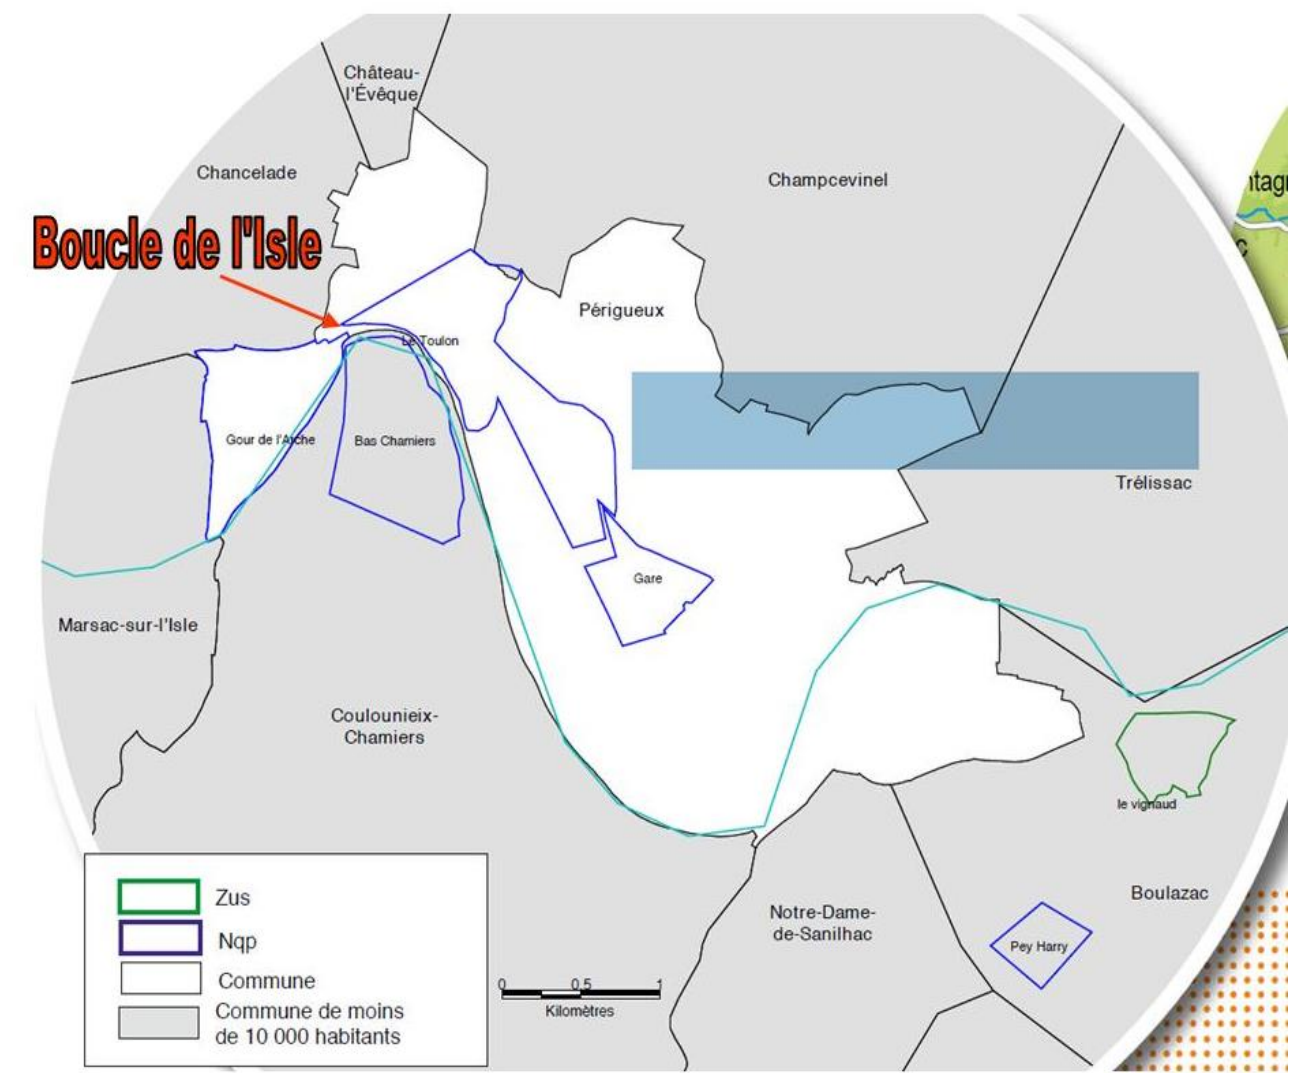 Château-
l'Évêque
Chancelade
Champcevinel
Boucle de l'Isle
Périgueux
Le Toulon
Gour de l'Arche
Bas Chamiers
Trélissac
Gare
Marsac-sur-l'Isle
Coulounieix-
Chamiers
le vignaud
Boulazac
Notre-Dame-
de-Sanilhac
Pey Harry
Zus
Nqp
Commune
Commune de moins
de 10 000 habitants
0 0,5 1
Kilomètres